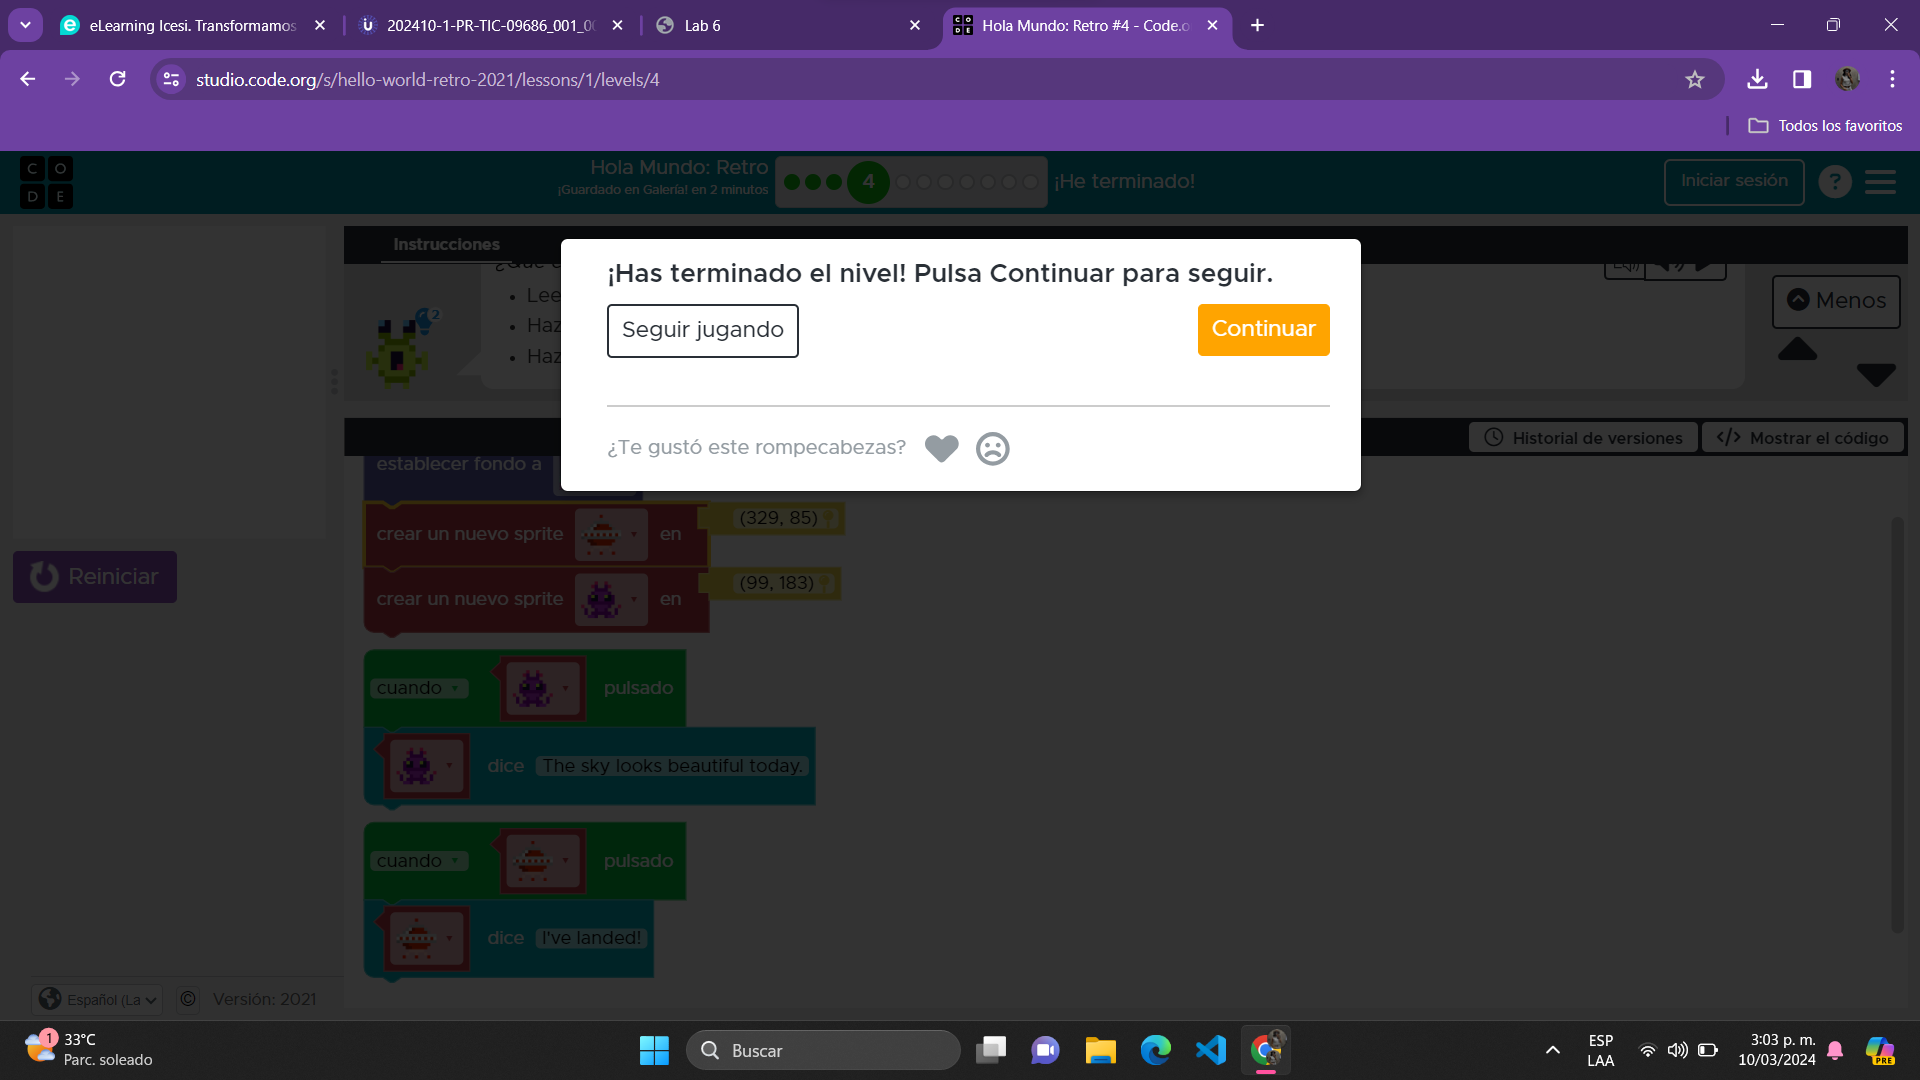 eLearning Icesi. Transformamos
202410-1-PR-TIC-09686_001_00
Lab 6
Hola Mundo: Retro #4 - Code.o
studio.code.org/s/hello-world-retro-2021/lessons/1/levels/4
Todos los favoritos
C O
D E
Hola Mundo: Retro
¡Guardado en Galería! en 2 minutos
4
¡He terminado!
Iniciar sesión
?
Instrucciones
2
Lee
Haz
Haz
Menos
¡Has terminado el nivel! Pulsa Continuar para seguir.
Seguir jugando
Continuar
¿Te gustó este rompecabezas?
Historial de versiones
</> Mostrar el código
establecer fondo a
crear un nuevo sprite en (329, 85)
crear un nuevo sprite en (99, 183)
Reiniciar
cuando pulsado
dice The sky looks beautiful today.
cuando pulsado
dice I've landed!
Español (La
© Versión: 2021
1
33°C
Parc. soleado
Buscar
ESP
LAA
3:03 p. m.
10/03/2024
PRE